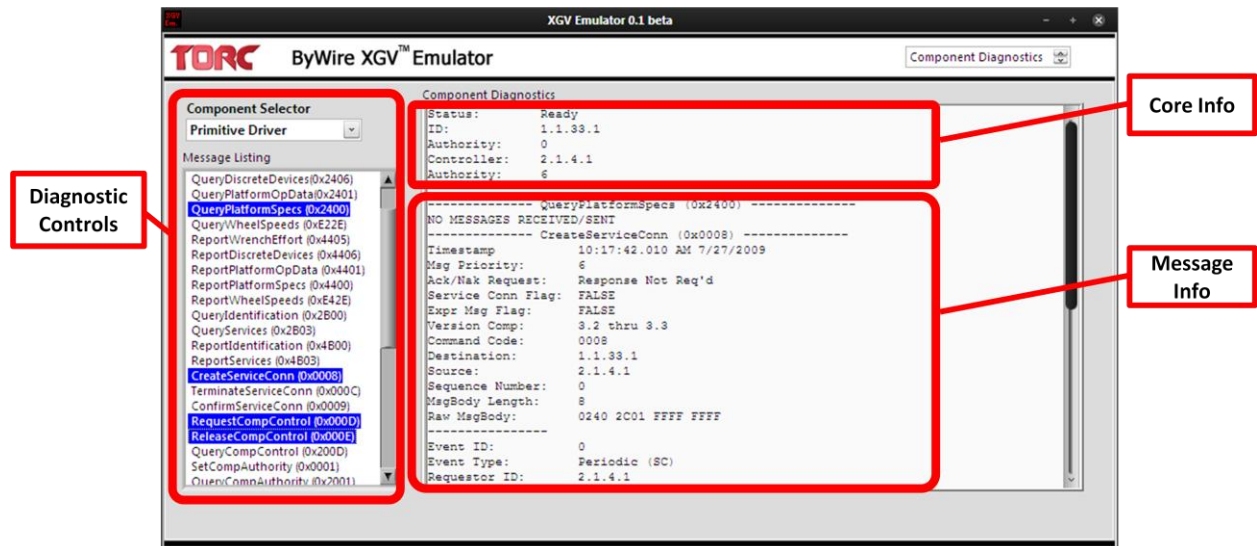 XGV Emulator 0.1 beta
TORC
ByWire XGV™ Emulator
Component Diagnostics
Diagnostic
Controls
Component Selector
Primitive Driver
Message Listing
QueryDiscreteDevices(0x2406)
QueryPlatformOpData(0x2401)
QueryPlatformSpecs (0x2400)
QueryWheelSpeeds (0xE22E)
ReportWrenchEffort (0x4405)
ReportDiscreteDevices (0x4406)
ReportPlatformOpData (0x4401)
ReportPlatformSpecs (0x4400)
ReportWheelSpeeds (0xE42E)
QueryIdentification (0x2B00)
QueryServices (0x2B03)
ReportIdentification (0x4B00)
ReportServices (0x4B03)
CreateServiceConn (0x0008)
TerminateServiceConn (0x000C)
ConfirmServiceConn (0x0009)
RequestCompControl (0x000D)
ReleaseCompControl (0x000E)
QueryCompControl (0x200D)
SetCompAuthority (0x0001)
QueryCompAuthority (0x2001)
Component Diagnostics
Status: Ready
ID: 1.1.33.1
Authority: 0
Controller: 2.1.4.1
Authority: 6
-------------- QueryPlatformSpecs (0x2400) --------------
NO MESSAGES RECEIVED/SENT
-------------- CreateServiceConn (0x0008) --------------
Timestamp 10:17:42.010 AM 7/27/2009
Msg Priority: 6
Ack/Nak Request: Response Not Req'd
Service Conn Flag: FALSE
Expr Msg Flag: FALSE
Version Comp: 3.2 thru 3.3
Command Code: 0008
Destination: 1.1.33.1
Source: 2.1.4.1
Sequence Number: 0
MsgBody Length: 8
Raw MsgBody: 0240 2C01 FFFF FFFF
----------------
Event ID: 0
Event Type: Periodic (SC)
Requestor ID: 2.1.4.1
Core Info
Message
Info